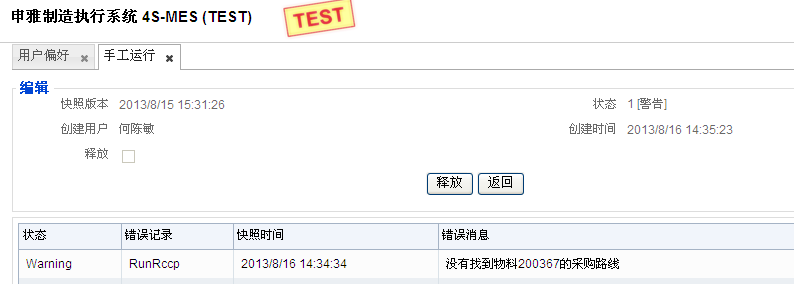 申雅制造执行系统 4S-MES (TEST)
TEST
用户偏好 手工运行
编辑
快照版本 2013/8/15 15:31:26 状态 1 [警告]
创建用户 何陈敏 创建时间 2013/8/16 14:35:23
释放
释放 返回
状态 错误记录 快照时间 错误消息
Warning RunRccp 2013/8/16 14:34:34 没有找到物料200367的采购路线